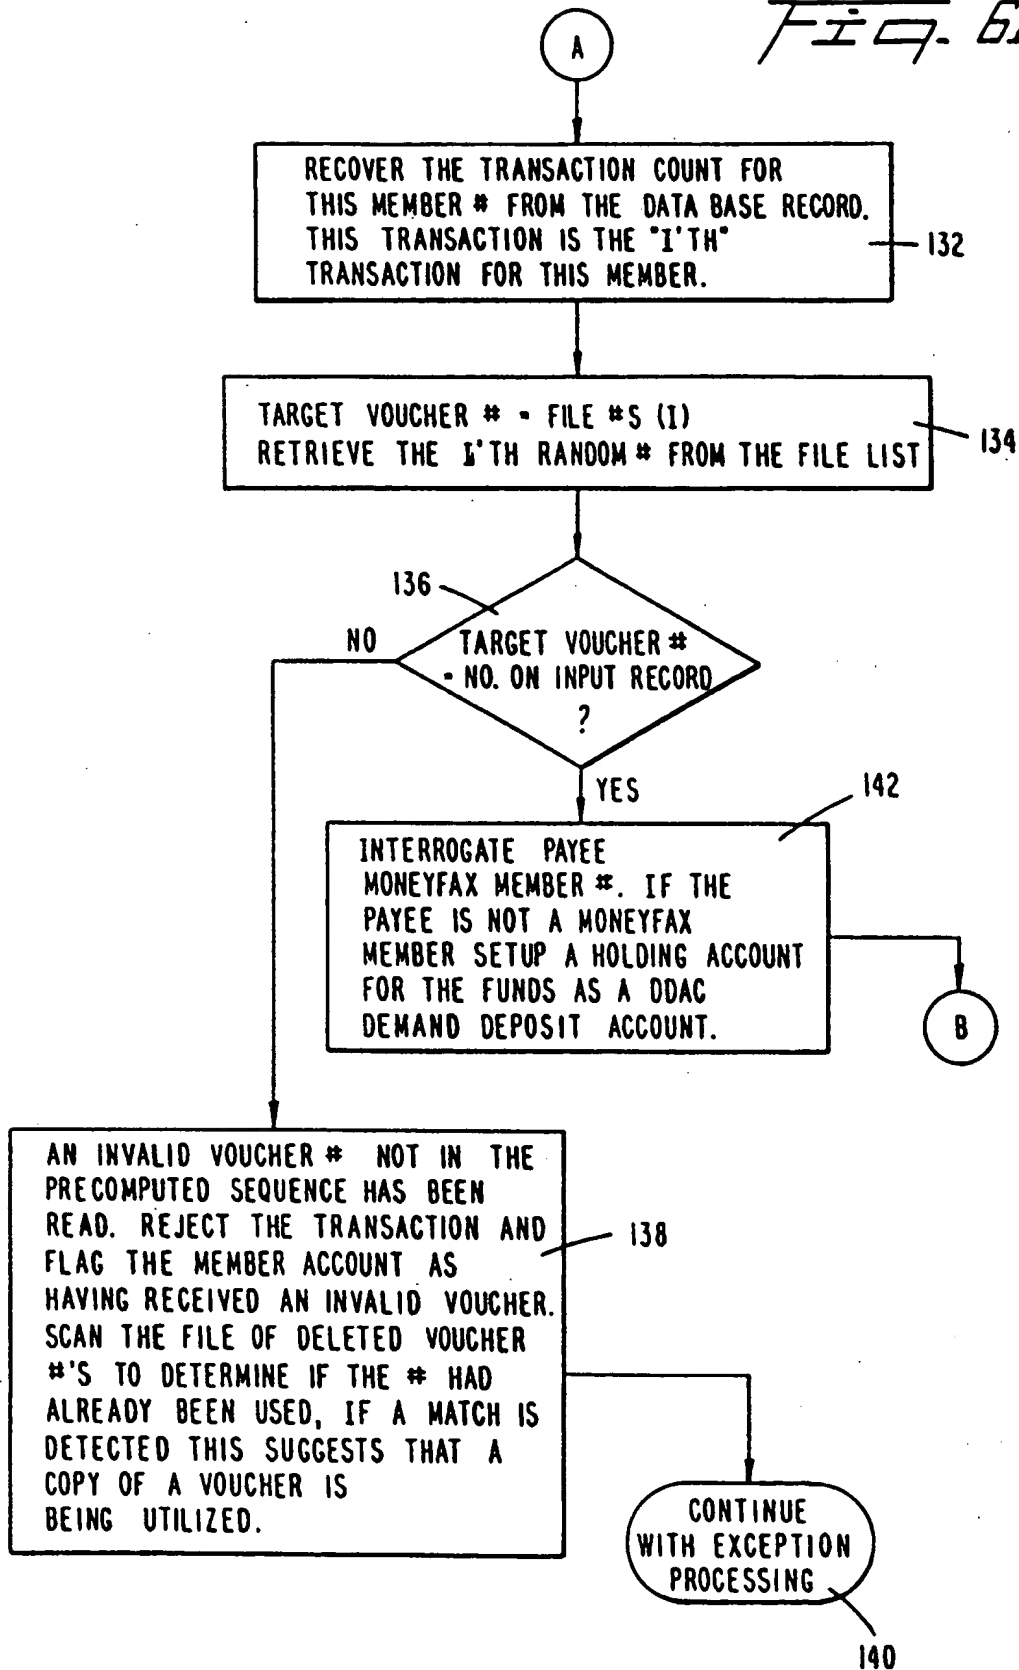 Fig. 6
A
RECOVER THE TRANSACTION COUNT FOR
THIS MEMBER # FROM THE DATA BASE RECORD.
THIS TRANSACTION IS THE "I'TH"
TRANSACTION FOR THIS MEMBER.
132
TARGET VOUCHER # - FILE #S (I)
RETRIEVE THE I'TH RANDOM # FROM THE FILE LIST
134
136
NO
TARGET VOUCHER #
- NO. ON INPUT RECORD
?
YES
142
INTERROGATE PAYEE
MONEYFAX MEMBER #. IF THE
PAYEE IS NOT A MONEYFAX
MEMBER SETUP A HOLDING ACCOUNT
FOR THE FUNDS AS A DDAC
DEMAND DEPOSIT ACCOUNT.
B
AN INVALID VOUCHER # NOT IN THE
PRECOMPUTED SEQUENCE HAS BEEN
READ. REJECT THE TRANSACTION AND
FLAG THE MEMBER ACCOUNT AS
HAVING RECEIVED AN INVALID VOUCHER.
SCAN THE FILE OF DELETED VOUCHER
#'S TO DETERMINE IF THE # HAD
ALREADY BEEN USED, IF A MATCH IS
DETECTED THIS SUGGESTS THAT A
COPY OF A VOUCHER IS
BEING UTILIZED.
138
CONTINUE
WITH EXCEPTION
PROCESSING
140